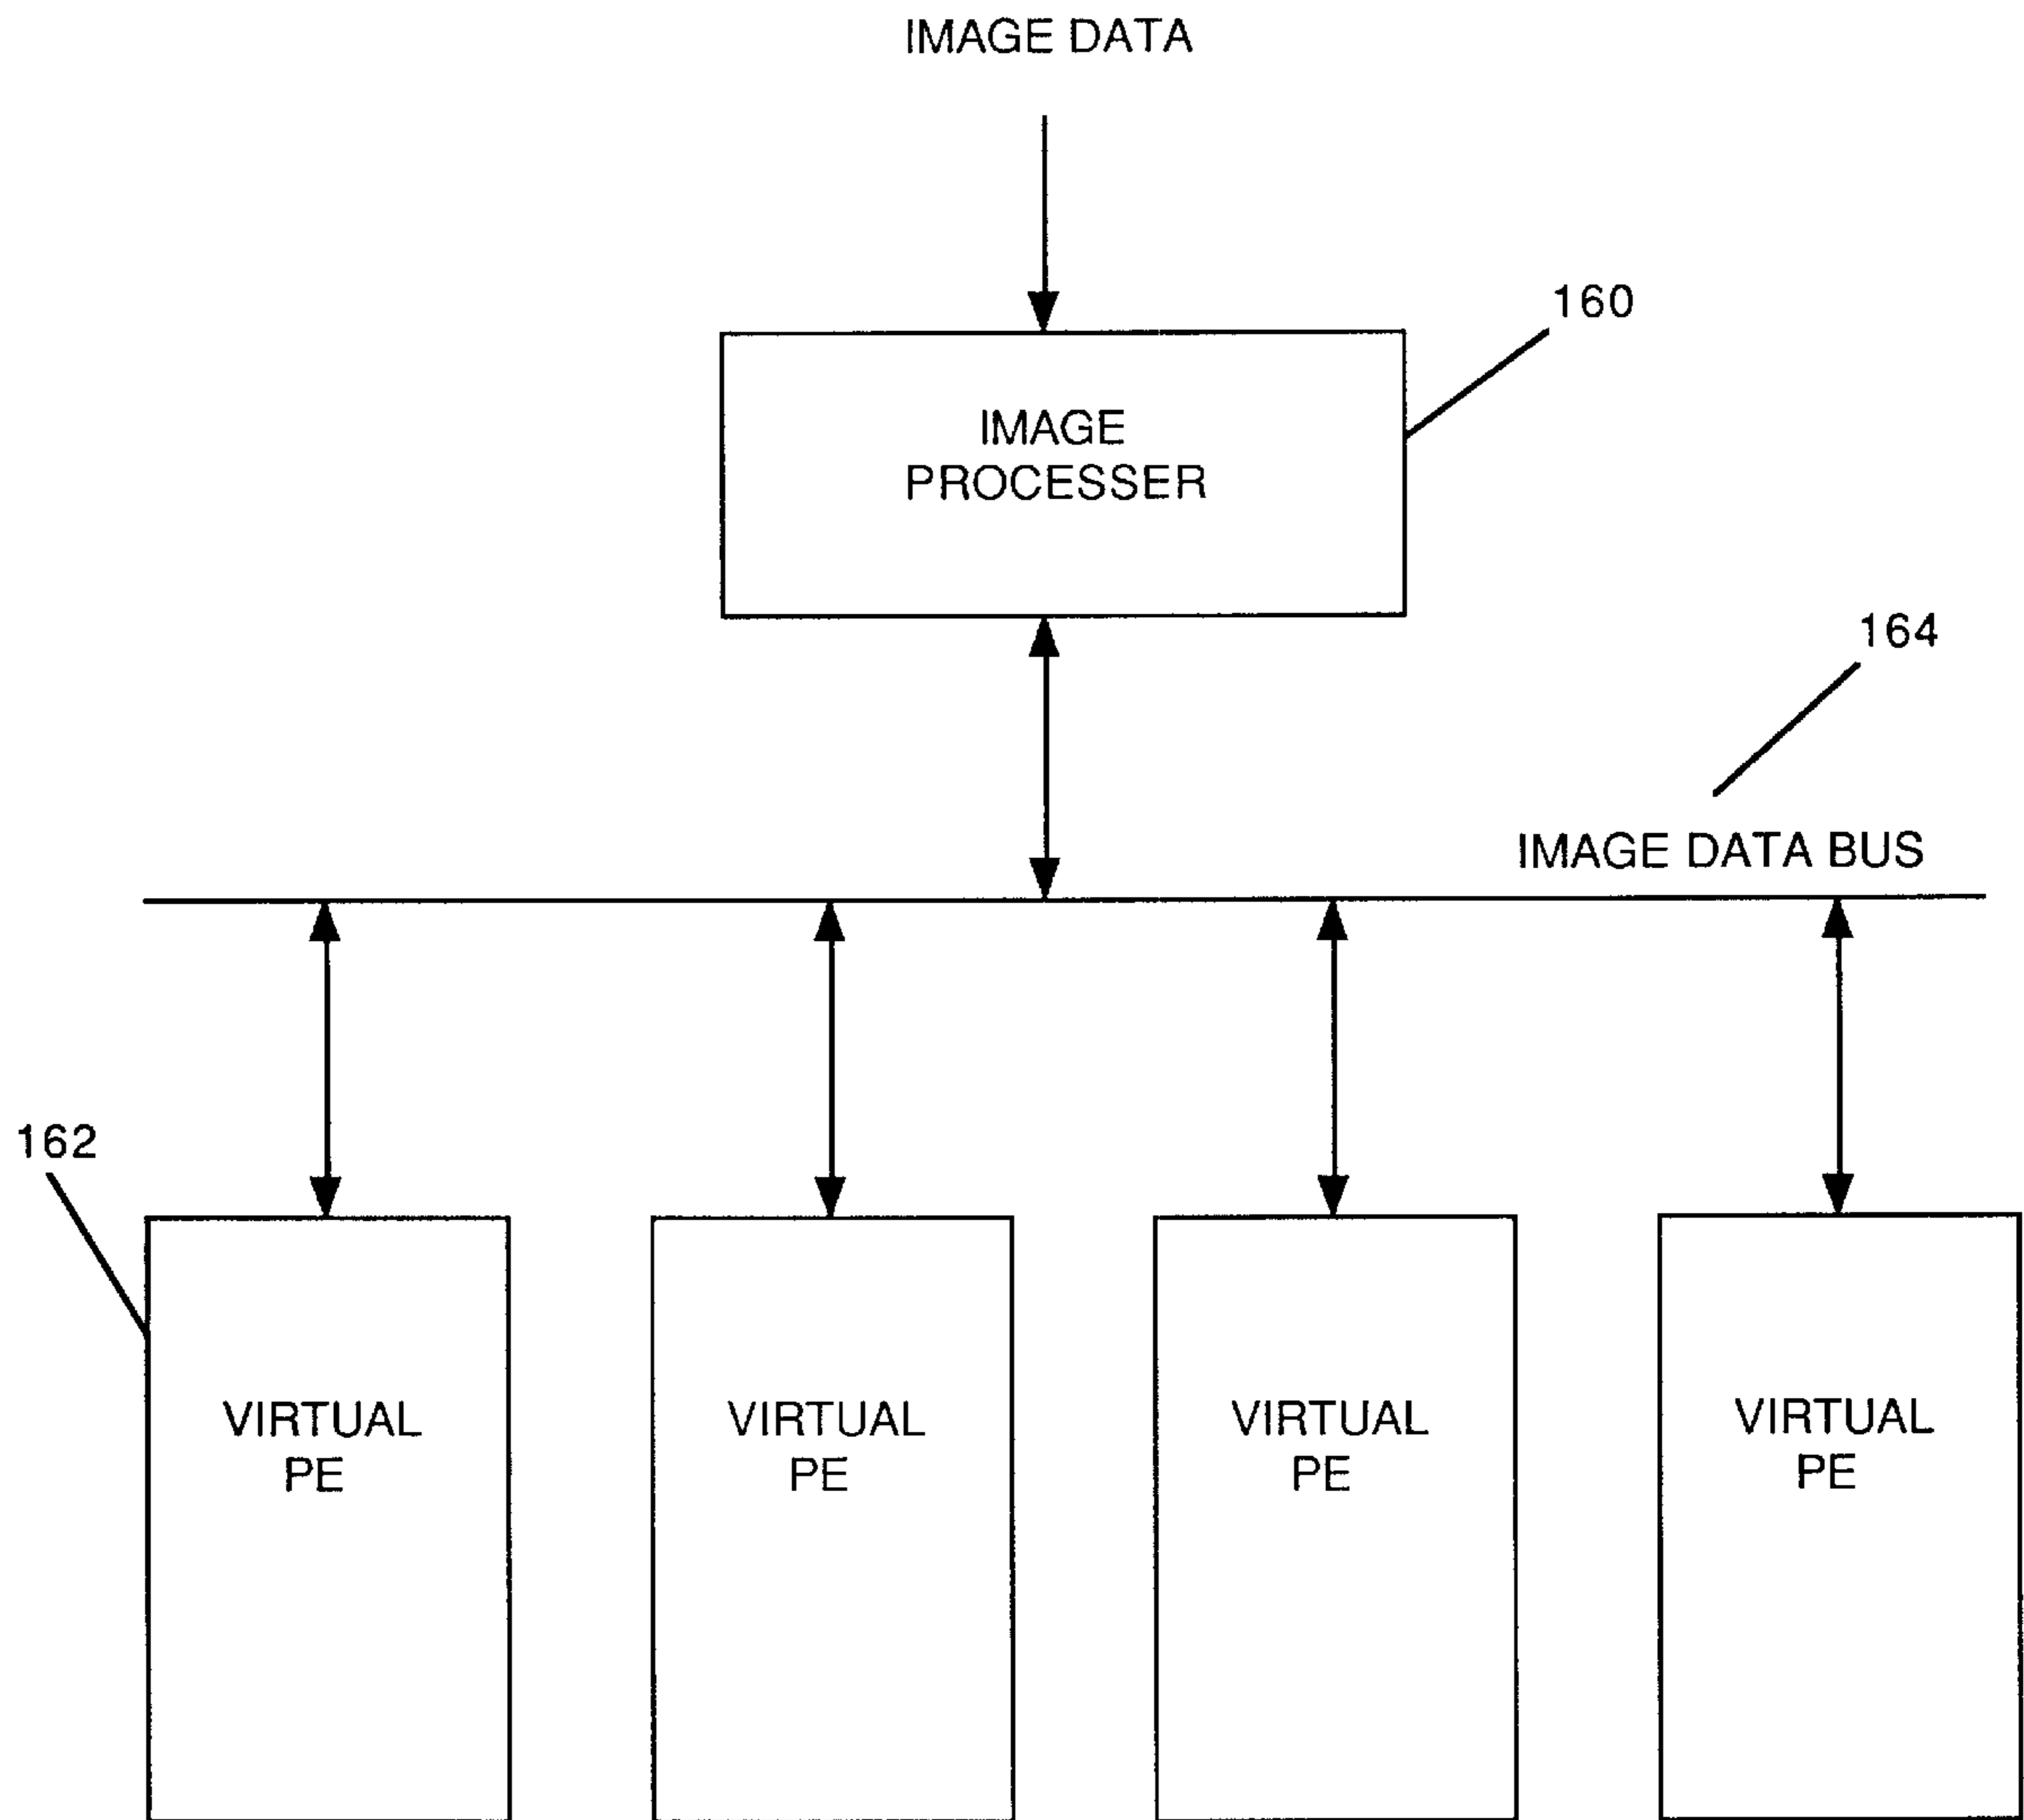 IMAGE DATA
160
IMAGE
PROCESSER
164
IMAGE DATA BUS
162
VIRTUAL
PE
VIRTUAL
PE
VIRTUAL
PE
VIRTUAL
PE